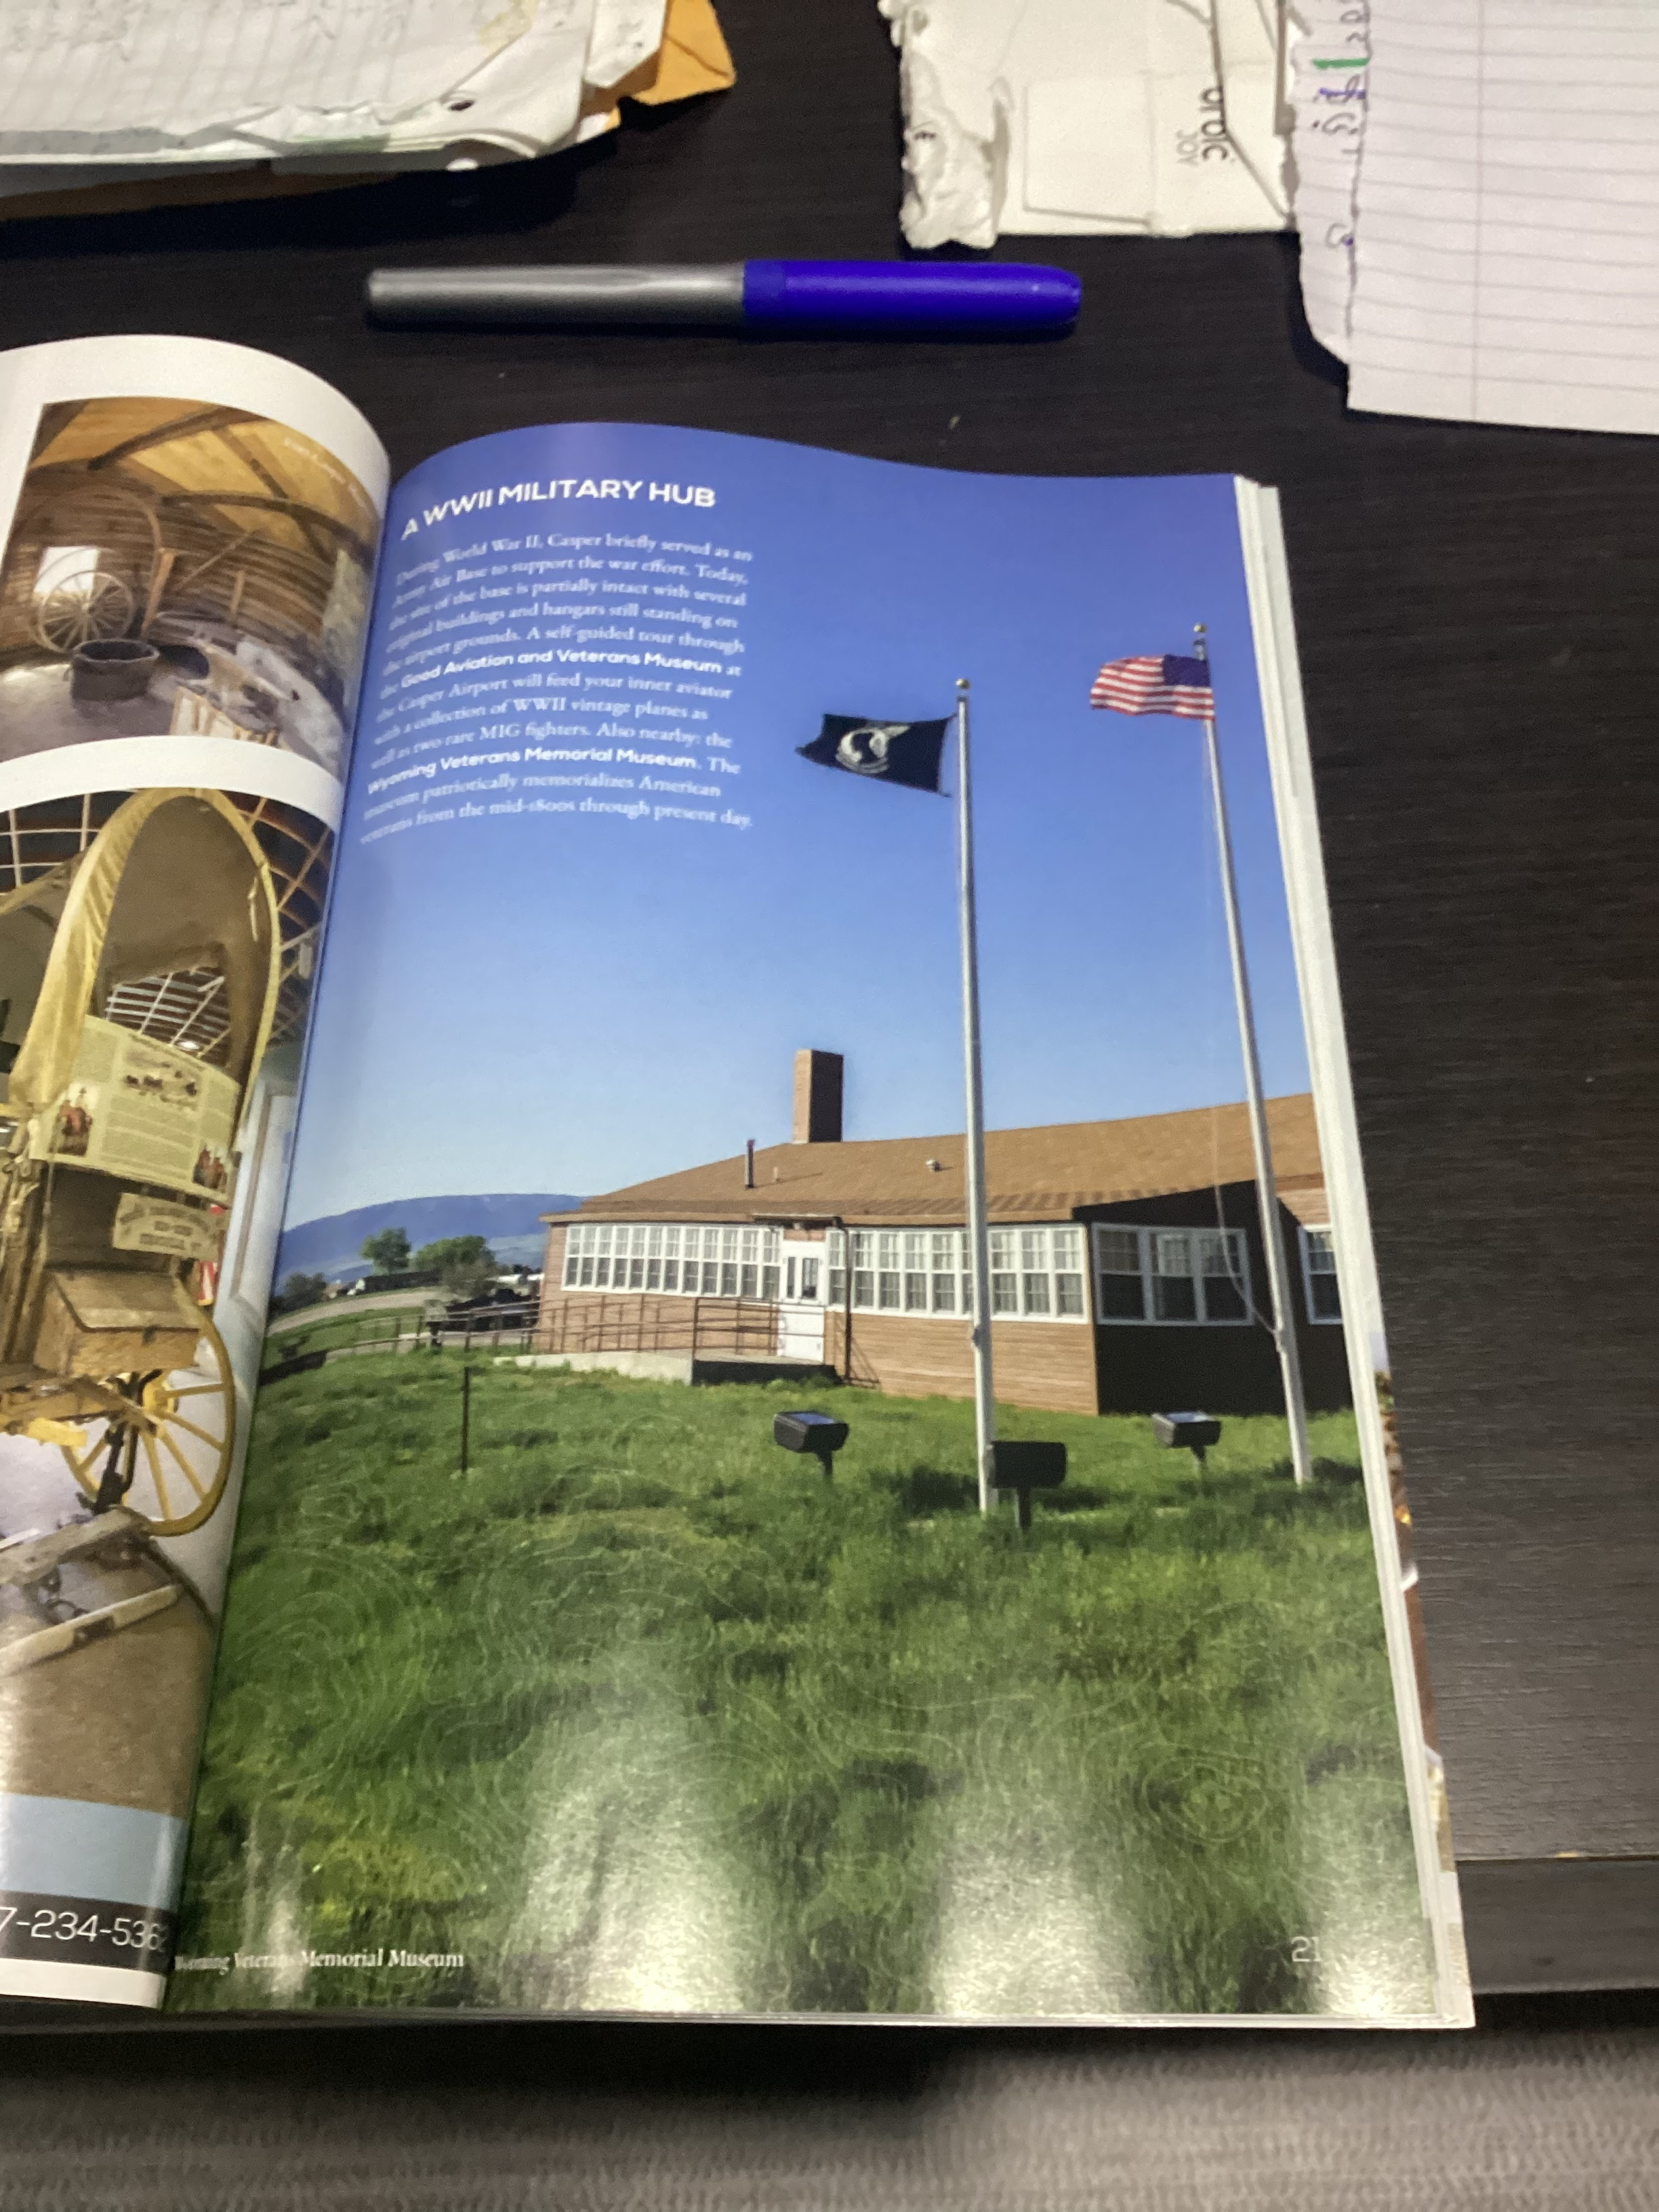 A WWII MILITARY HUB
During World War II, Casper briefly served as an
Army Air Base to support the war effort. Today,
the site of the base is partially intact with several
original buildings and hangars still standing on
the airport grounds. A self-guided tour through
the Good Aviation and Veterans Museum at
the Casper Airport will feed your inner aviator
with a collection of WWII vintage planes as
well as two rare MIG fighters. Also nearby: the
Wyoming Veterans Memorial Museum. The
museum patriotically memorializes American
veterans from the mid-1800s through present day.
7-234-536
Wyoming Veterans Memorial Museum
21